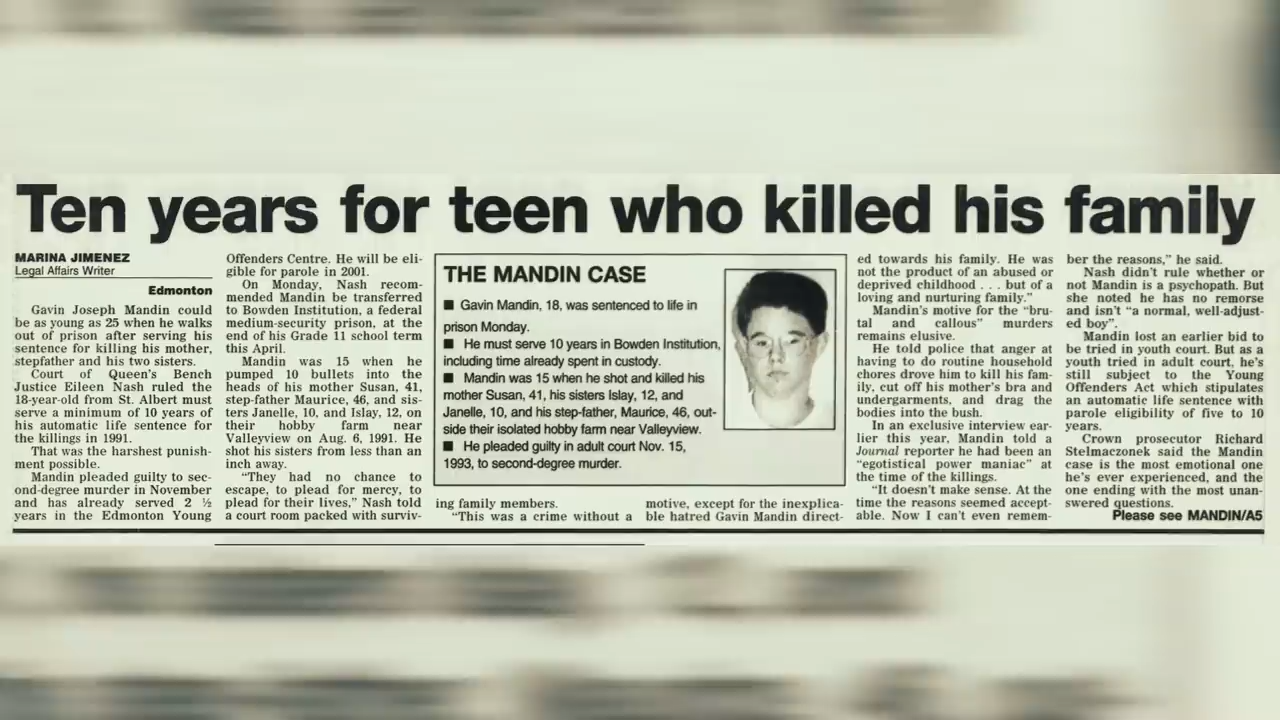 Ten years for teen who killed his family
MARINA JIMENEZ
Legal Affairs Writer
Edmonton
Gavin Joseph Mandin could
be as young as 25 when he walks
out of prison after serving his
sentence for killing his mother,
stepfather and his two sisters.
Court of Queen's Bench
Justice Eileen Nash ruled the
18-year-old from St. Albert must
serve a minimum of 10 years of
his automatic life sentence for
the killings in 1991.
That was the harshest punish-
ment possible.
Mandin pleaded guilty to sec-
ond-degree murder in November
and has already served 2 ½
years in the Edmonton Young
Offenders Centre. He will be eli-
gible for parole in 2001.
On Monday, Nash recom-
mended Mandin be transferred
to Bowden Institution, a federal
medium-security prison, at the
end of his Grade 11 school term
this April.
Mandin was 15 when he
pumped 10 bullets into the
heads of his mother Susan, 41,
step-father Maurice, 46, and sis-
ters Janelle, 10, and Islay, 12, on
their hobby farm near
Valleyview on Aug. 6, 1991. He
shot his sisters from less than an
inch away.
"They had no chance to
escape, to plead for mercy, to
plead for their lives," Nash told
a court room packed with surviv-
THE MANDIN CASE
■ Gavin Mandin, 18, was sentenced to life in
prison Monday.
■ He must serve 10 years in Bowden Institution,
including time already spent in custody.
■ Mandin was 15 when he shot and killed his
mother Susan, 41, his sisters Islay, 12, and
Janelle, 10, and his step-father, Maurice, 46, out-
side their isolated hobby farm near Valleyview.
■ He pleaded guilty in adult court Nov. 15,
1993, to second-degree murder.
ing family members.
"This was a crime without a
motive, except for the inexplica-
ble hatred Gavin Mandin direct-
ed towards his family. He was
not the product of an abused or
deprived childhood . . . but of a
loving and nurturing family."
Mandin's motive for the "bru-
tal and callous" murders
remains elusive.
He told police that anger at
having to do routine household
chores drove him to kill his fam-
ily, cut off his mother's bra and
undergarments, and drag the
bodies into the bush.
In an exclusive interview ear-
lier this year, Mandin told a
Journal reporter he had been an
"egotistical power maniac" at
the time of the killings.
"It doesn't make sense. At the
time the reasons seemed accept-
able. Now I can't even remem-
ber the reasons," he said.
Nash didn't rule whether or
not Mandin is a psychopath. But
she noted he has no remorse
and isn't "a normal, well-adjust-
ed boy".
Mandin lost an earlier bid to
be tried in youth court. But as a
youth tried in adult court, he's
still subject to the Young
Offenders Act which stipulates
an automatic life sentence with
parole eligibility of five to 10
years.
Crown prosecutor Richard
Stelmaczonek said the Mandin
case is the most emotional one
he's ever experienced, and the
one ending with the most unan-
swered questions.
Please see MANDIN/A5